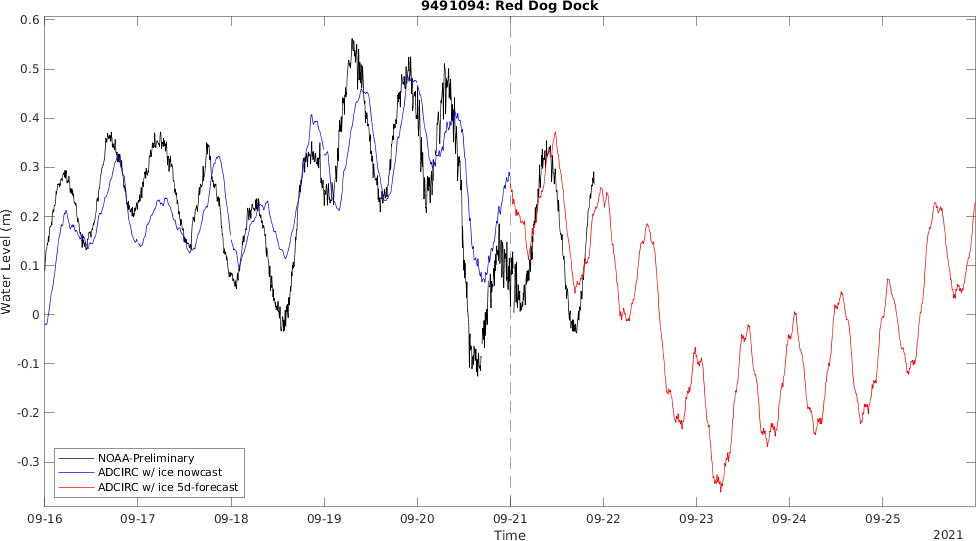 9491094: Red Dog Dock
0.6
0.5
0.4
0.3
0.2
0.1
0
-0.1
-0.2
-0.3
Water Level (m)
NOAA-Preliminary
ADCIRC w/ ice nowcast
ADCIRC w/ ice 5d-forecast
09-16 09-17 09-18 09-19 09-20 09-21 09-22 09-23 09-24 09-25
Time
2021